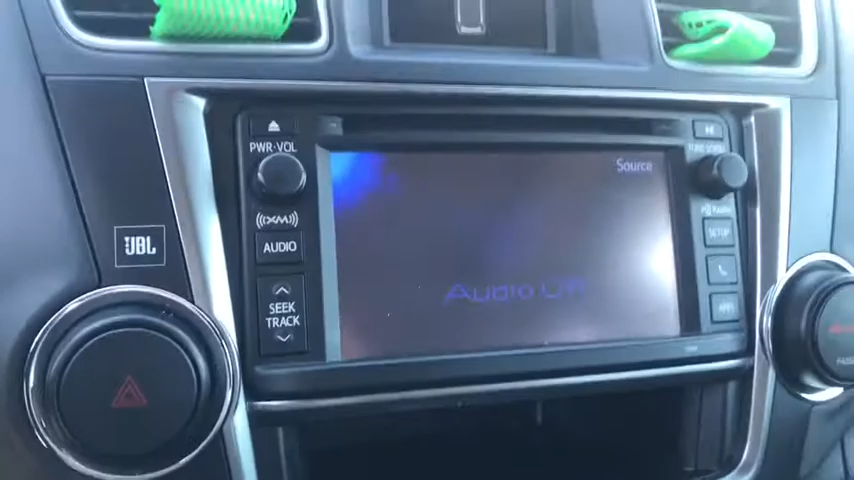 PWR·VOL
((XM))
AUDIO
SEEK
TRACK
JBL
Source
Audio Off
SETUP
APPS